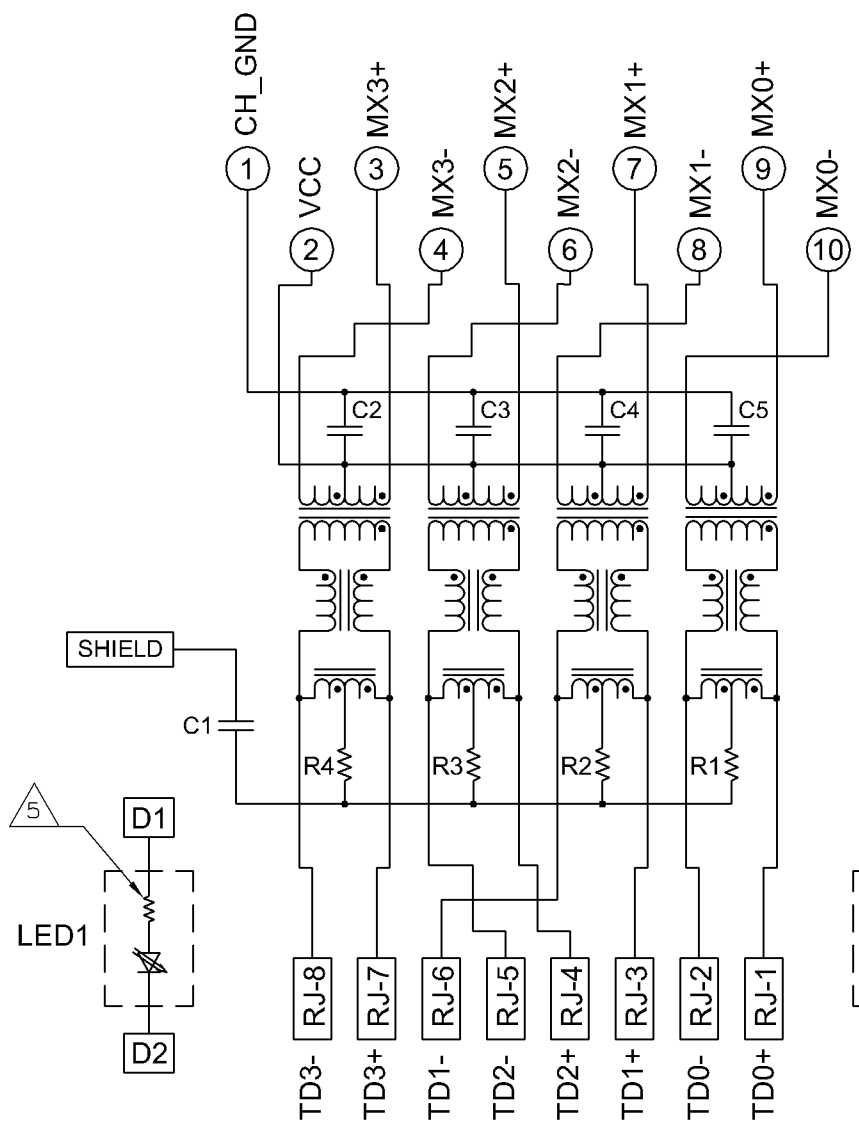 CH_GND
MX3+
MX2+
MX1+
MX0+
1
3
5
7
9
VCC
MX3-
MX2-
MX1-
MX0-
2
4
6
8
10
C2
C3
C4
C5
SHIELD
C1
R4
R3
R2
R1
5
D1
LED1
D2
RJ-8
RJ-7
RJ-6
RJ-5
RJ-4
RJ-3
RJ-2
RJ-1
TD3-
TD3+
TD1-
TD2-
TD2+
TD1+
TD0-
TD0+